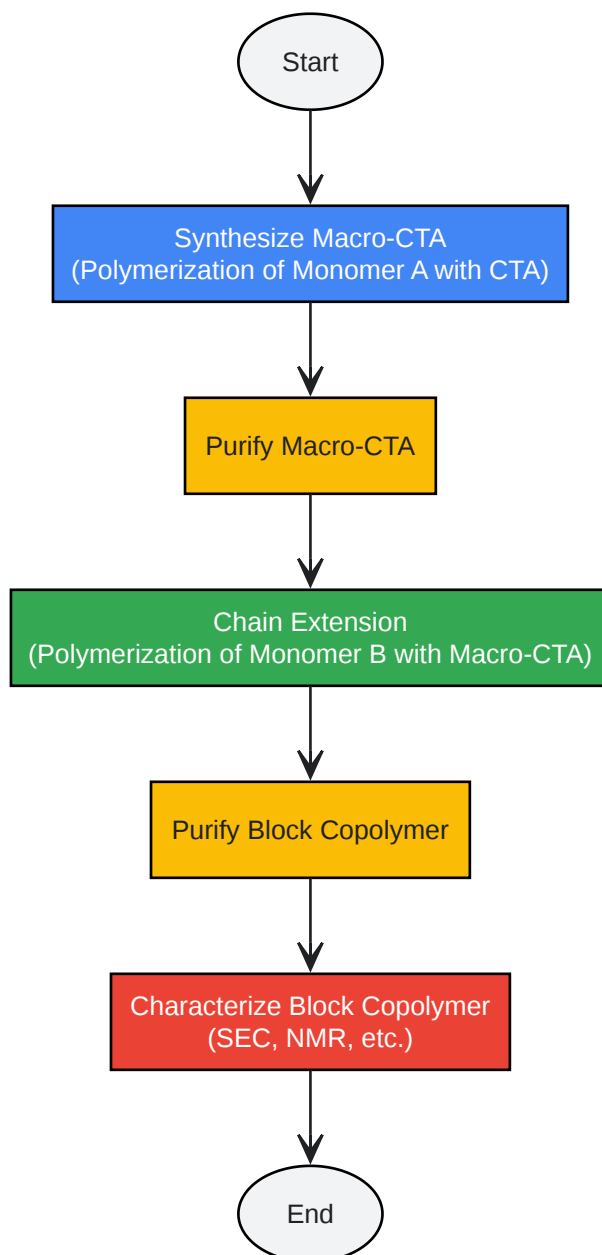 Start
Synthesize Macro-CTA
(Polymerization of Monomer A with CTA)
Purify Macro-CTA
Chain Extension
(Polymerization of Monomer B with Macro-CTA)
Purify Block Copolymer
Characterize Block Copolymer
(SEC, NMR, etc.)
End